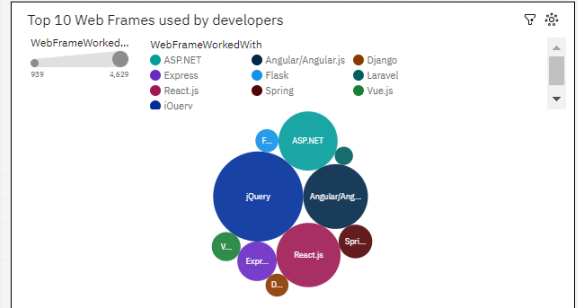 Top 10 Web Frames used by developers
WebFrameWorked...
939
4,629
WebFrameWorkedWith
ASP.NET
Angular/Angular.js
Django
Express
Flask
Laravel
React.js
Spring
Vue.js
jQuery
F...
ASP.NET
jQuery
Angular/Ang...
V...
Expr...
React.js
Spri...
D...